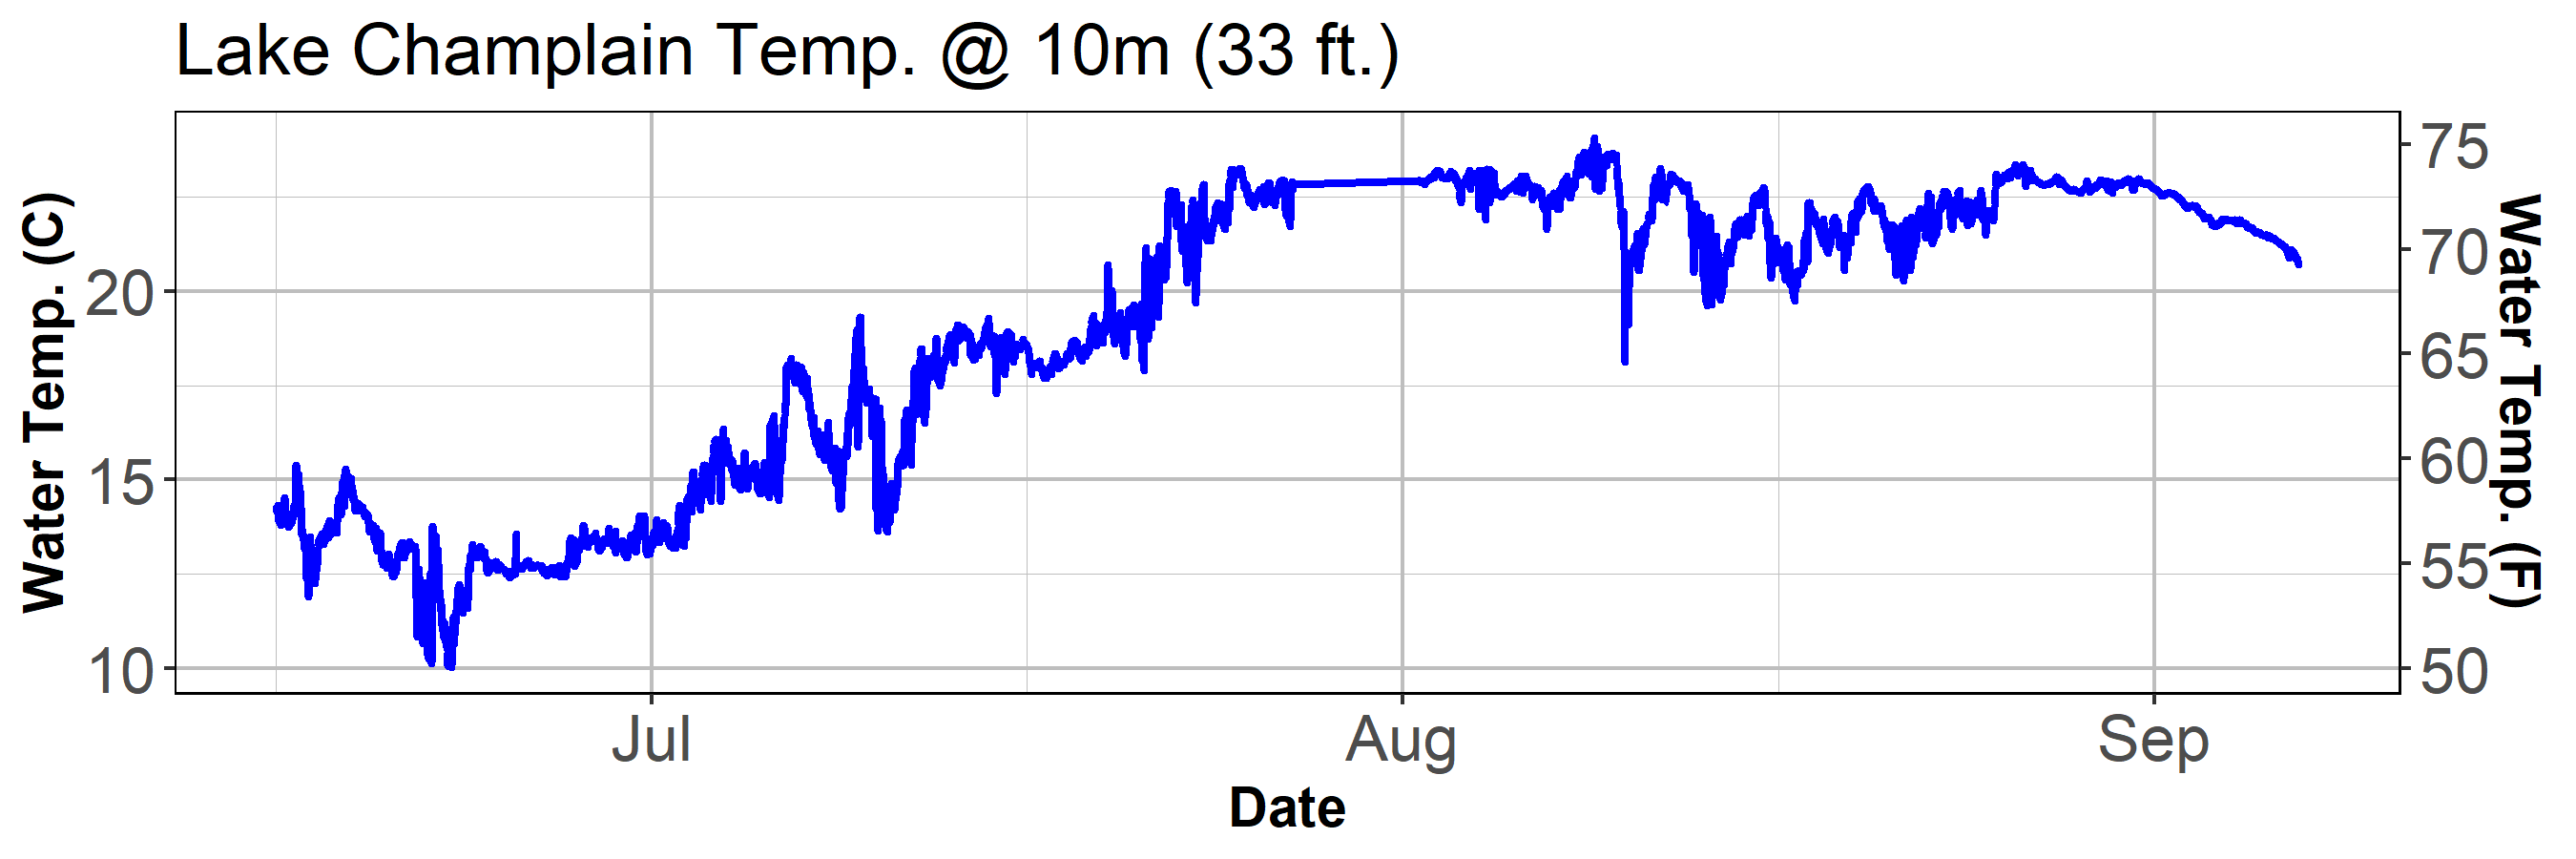 Lake Champlain Temp. @ 10m (33 ft.)
Water Temp. (C)
20
15
10
75
70
65
60
55
50
Water Temp. (F)
Jul
Aug
Sep
Date